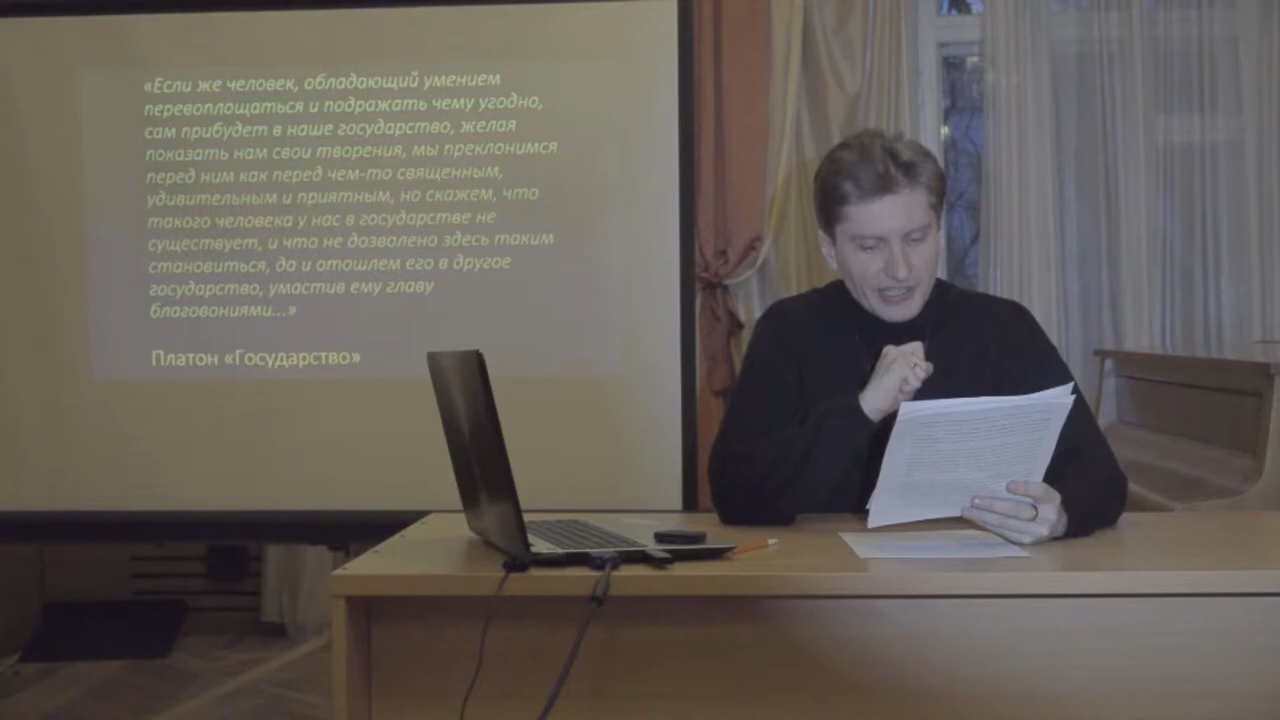 «Если же человек, обладающий умением
перевоплощаться и подражать чему угодно,
сам прибудет в наше государство, желая
показать нам свои творения, мы преклонимся
перед ним как перед чем-то священным,
удивительным и приятным, но скажем, что
такого человека у нас в государстве не
существует, и что не дозволено здесь таким
становиться, да и отошлем его в другое
государство, умастив ему главу
благовониями...»
Платон «Государство»